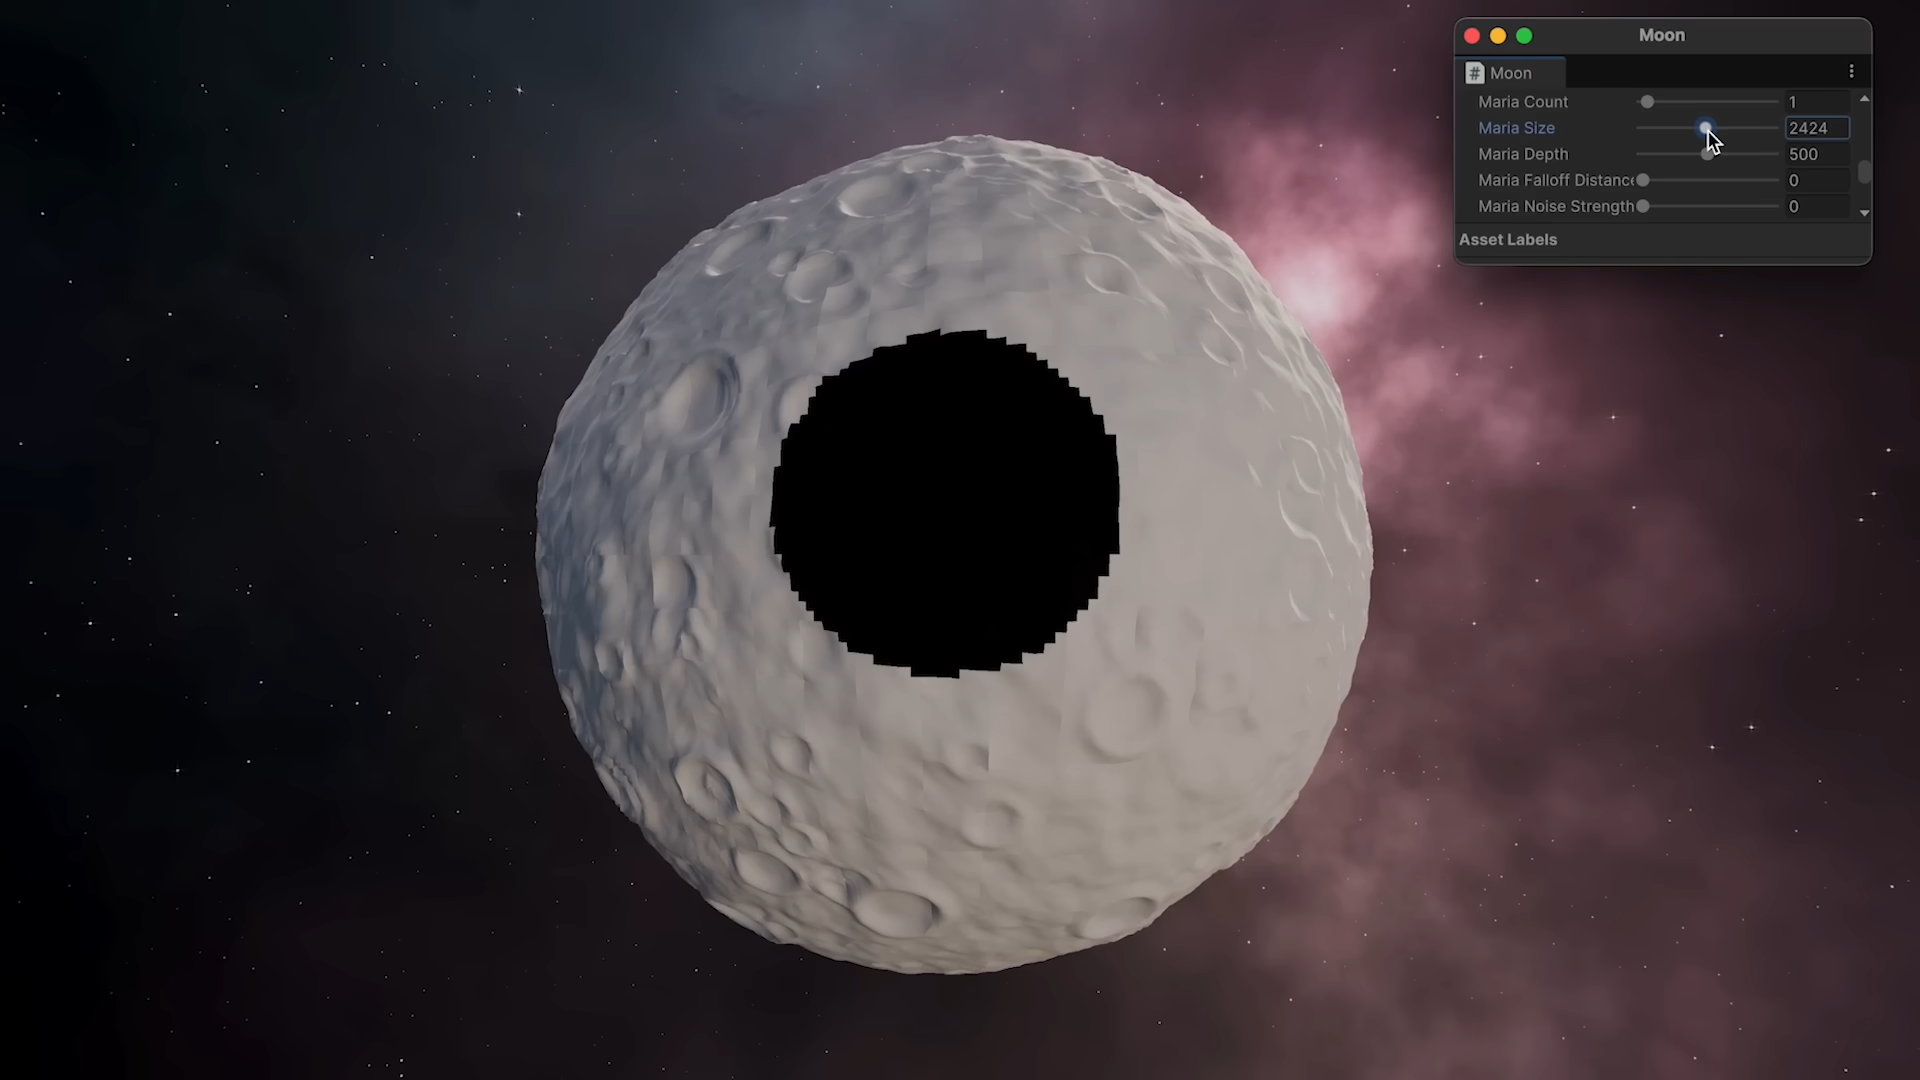 Moon
# Moon
Maria Count 1
Maria Size 2424
Maria Depth 500
Maria Falloff Distanc 0
Maria Noise Strength 0
Asset Labels